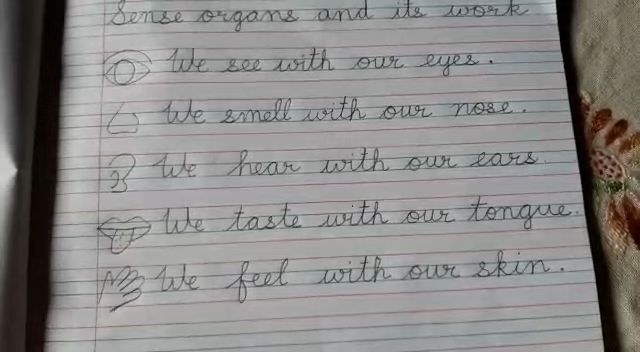 Sense organs and its work
We see with our eyes.
We smell with our nose.
We hear with our ears.
We taste with our tongue.
We feel with our skin.